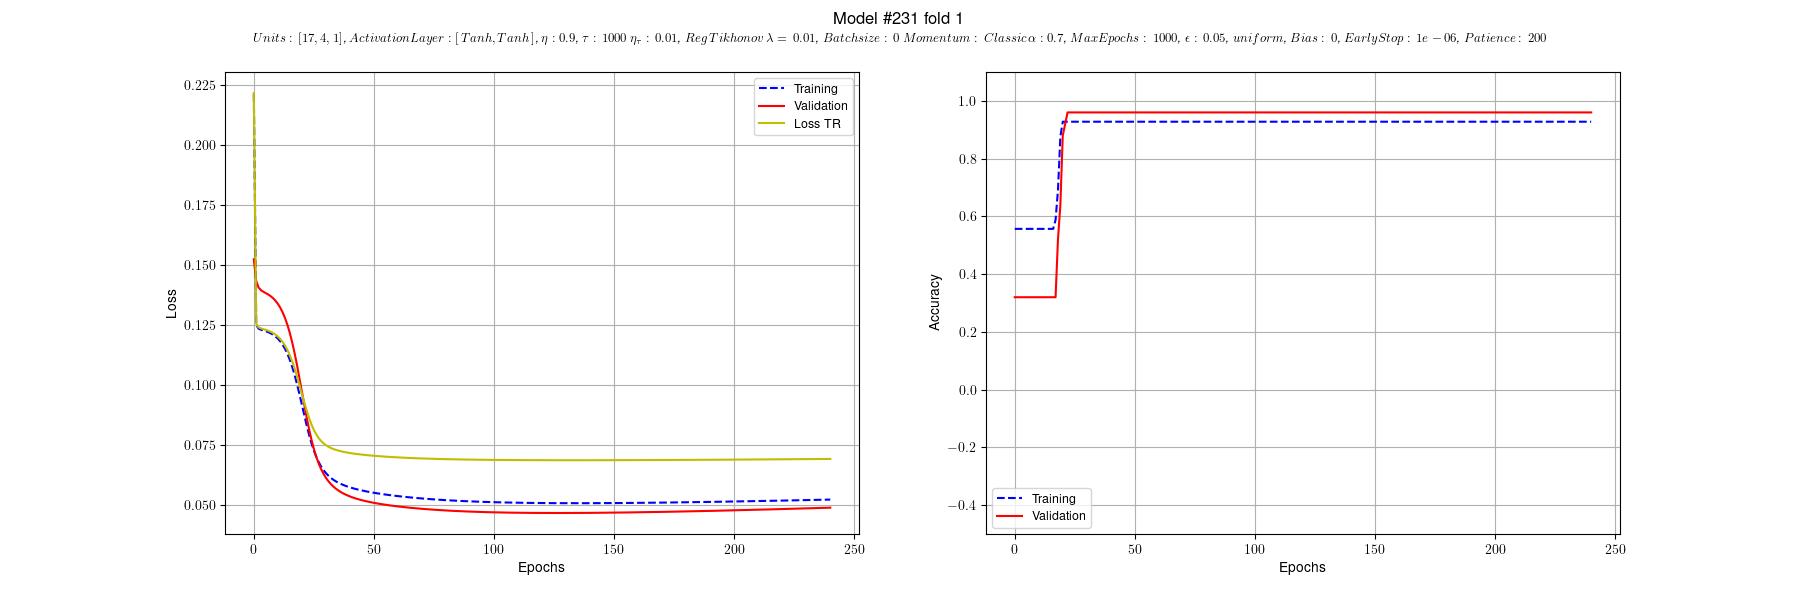 Model #231 fold 1
Units : [17, 4, 1], ActivationLayer : [Tanh, Tanh], η : 0.9, τ : 1000 ητ : 0.01, RegTikhonov λ = 0.01, Batchsize : 0 Momentum : Classic α : 0.7, MaxEpochs : 1000, ϵ : 0.05, uniform, Bias : 0, EarlyStop : 1e − 06, Patience : 200
Training
Validation
Loss TR
0.225
0.200
0.175
0.150
0.125
0.100
0.075
0.050
Loss
0 50 100 150 200 250
Epochs
1.0
0.8
0.6
0.4
0.2
0.0
−0.2
−0.4
Accuracy
Training
Validation
0 50 100 150 200 250
Epochs